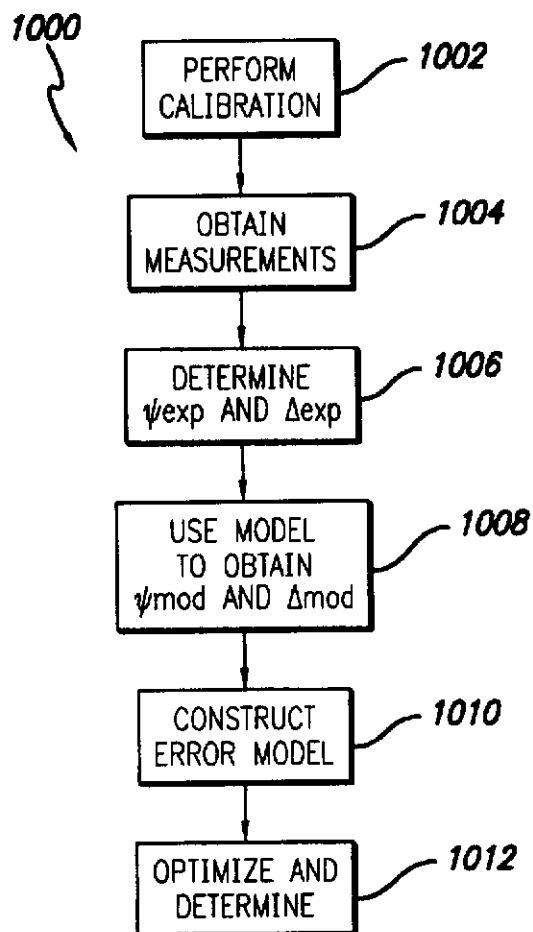 1000
PERFORM
CALIBRATION
1002
OBTAIN
MEASUREMENTS
1004
DETERMINE
ψexp AND Δexp
1006
USE MODEL
TO OBTAIN
ψmod AND Δmod
1008
CONSTRUCT
ERROR MODEL
1010
OPTIMIZE AND
DETERMINE
1012